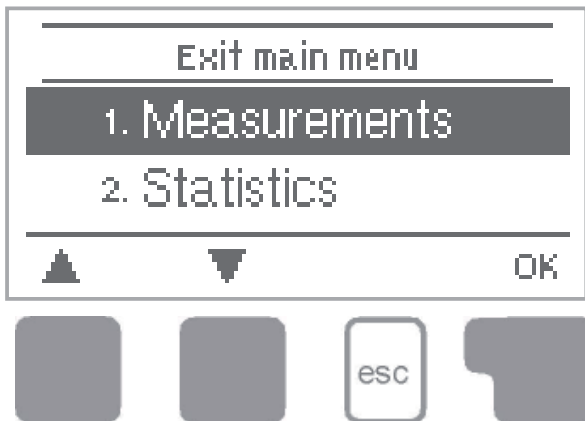 Exit main menu
1. Measurements
2. Statistics
OK
esc